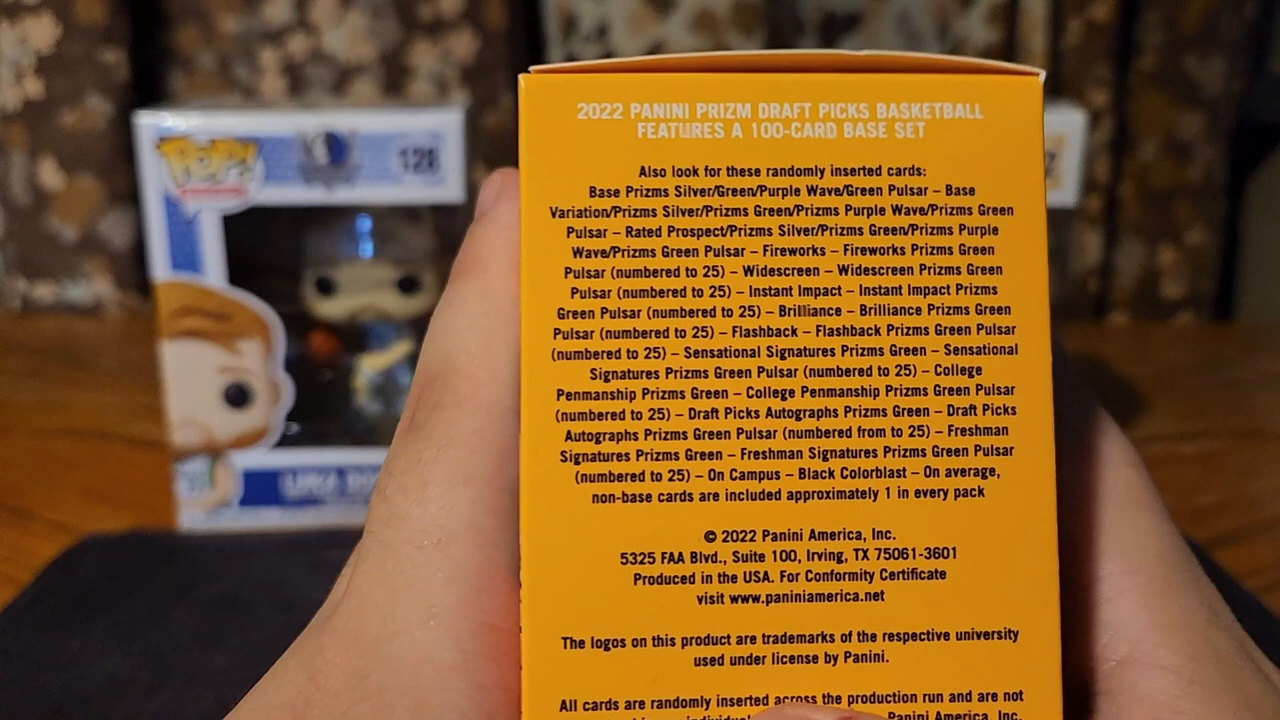 2022 PANINI PRIZM DRAFT PICKS BASKETBALL
FEATURES A 100-CARD BASE SET
Also look for these randomly inserted cards:
Base Prizms Silver/Green/Purple Wave/Green Pulsar – Base
Variation/Prizms Silver/Prizms Green/Prizms Purple Wave/Prizms Green
Pulsar – Rated Prospect/Prizms Silver/Prizms Green/Prizms Purple
Wave/Prizms Green Pulsar – Fireworks – Fireworks Prizms Green
Pulsar (numbered to 25) – Widescreen – Widescreen Prizms Green
Pulsar (numbered to 25) – Instant Impact – Instant Impact Prizms
Green Pulsar (numbered to 25) – Brilliance – Brilliance Prizms Green
Pulsar (numbered to 25) – Flashback – Flashback Prizms Green Pulsar
(numbered to 25) – Sensational Signatures Prizms Green – Sensational
Signatures Prizms Green Pulsar (numbered to 25) – College
Penmanship Prizms Green – College Penmanship Prizms Green Pulsar
(numbered to 25) – Draft Picks Autographs Prizms Green – Draft Picks
Autographs Prizms Green Pulsar (numbered from to 25) – Freshman
Signatures Prizms Green – Freshman Signatures Prizms Green Pulsar
(numbered to 25) – On Campus – Black Colorblast – On average,
non-base cards are included approximately 1 in every pack
© 2022 Panini America, Inc.
5325 FAA Blvd., Suite 100, Irving, TX 75061-3601
Produced in the USA. For Conformity Certificate
visit www.paniniamerica.net
The logos on this product are trademarks of the respective university
used under license by Panini.
All cards are randomly inserted across the production run and are not
Panini America, Inc.
POP!
128
LUKA